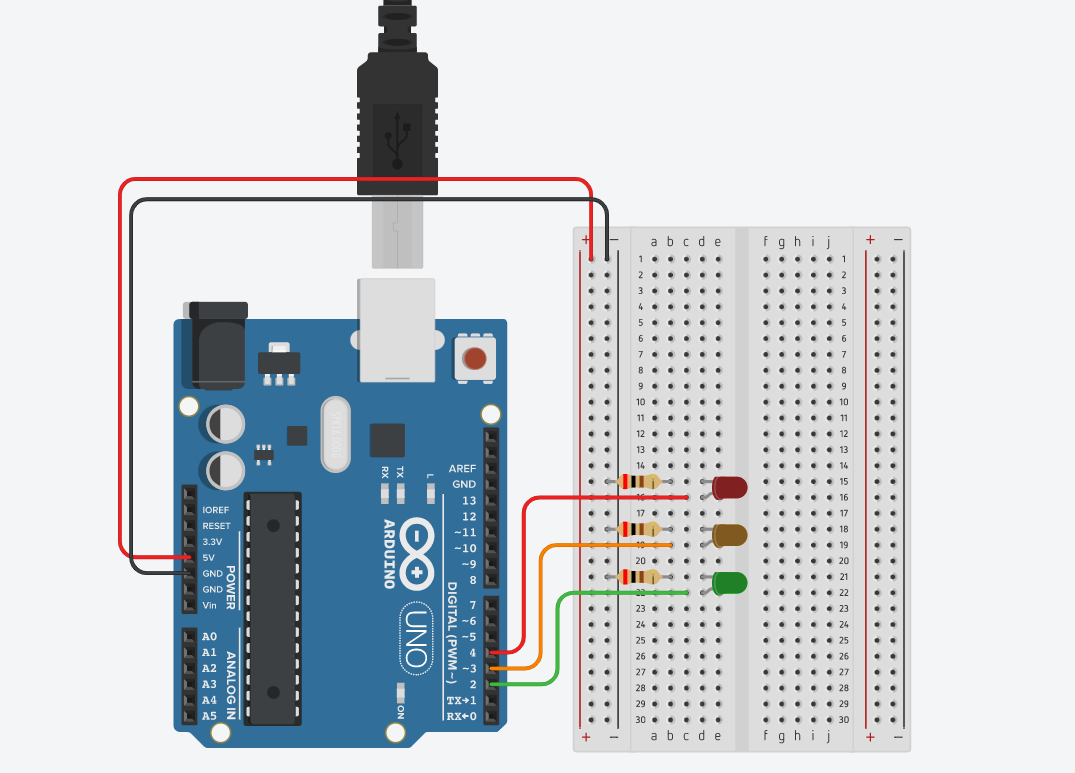 + − a b c d e f g h i j + −
1 1
2 2
3 3
4 4
5 5
6 6
7 7
8 8
9 9
10 10
11 11
12 12
13 13
14 14
15 15
16 16
17 17
18 18
19 19
20 20
21 21
22 22
23 23
24 24
25 25
26 26
27 27
28 28
29 29
30 30
+ − a b c d e f g h i j + −
RX
TX
L
AREF
GND
13
12
~11
~10
~9
8
7
~6
~5
4
~3
2
TX→1
RX←0
DIGITAL (PWM~)
ARDUINO
UNO
ON
IOREF
RESET
3.3V
5V
GND
GND
Vin
POWER
A0
A1
A2
A3
A4
A5
ANALOG IN